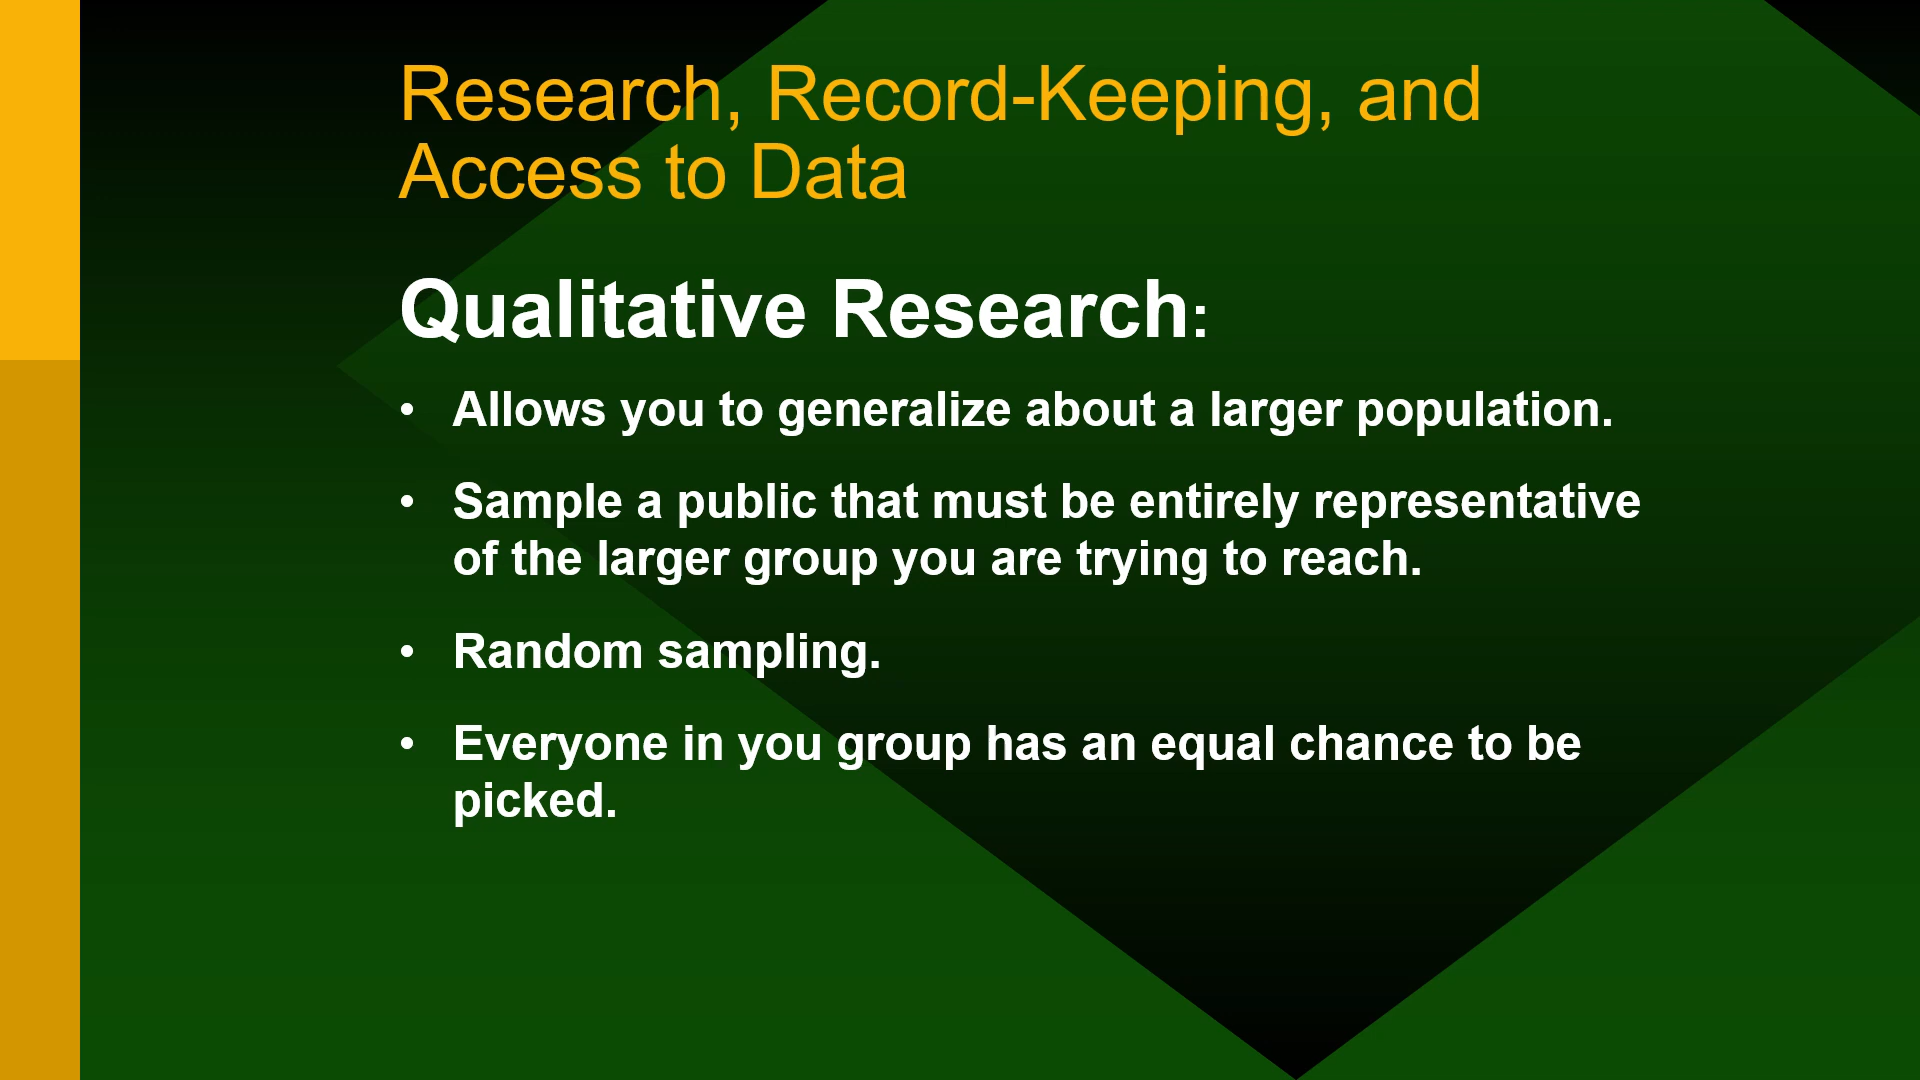 Research, Record-Keeping, and
Access to Data
Qualitative Research:
• Allows you to generalize about a larger population.
• Sample a public that must be entirely representative
of the larger group you are trying to reach.
• Random sampling.
• Everyone in you group has an equal chance to be
picked.